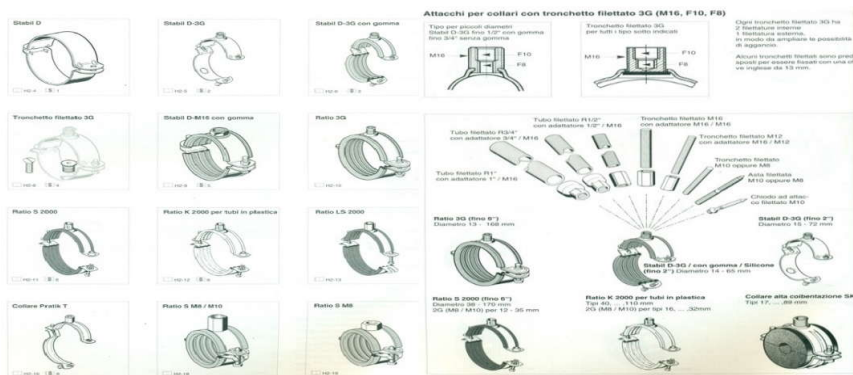 Stabil D
Stabil D-3G
Stabil D-3G con gomma
Tronchetto filettato 3G
Stabil D-M16 con gomma
Ratio 3G
Ratio S 2000
Ratio K 2000 per tubi in plastica
Ratio LS 2000
Collare Pratik T
Ratio S M8 / M10
Ratio S M8
Attacchi per collari con tronchetto filettato 3G (M16, F10, F8)
Tipo per piccoli diametri
Stabil D-3G fino 1/2" con gomma
fino 3/4" senza gomma
M16
F10
F8
Tronchetto filettato 3G
per tutti i tipi sotto indicati
M16
F10
F8
Ogni tronchetto filettato 3G ha
2 filettature interne
1 filettatura esterna,
in modo da ampliare le possibilità
di aggancio.
Alcuni tronchetti filettati sono pred
sposti per essere fissati con una ch
ve inglese da 13 mm.
Tubo filettato R1/2"
con adattatore 1/2" / M16
Tubo filettato R3/4"
con adattatore 3/4" / M16
Tubo filettato R1"
con adattatore 1" / M16
Tronchetto filettato M16
con adattatore M16 / M16
Tronchetto filettato M12
con adattatore M16 / M12
Tronchetto filettato
M10 oppure M8
Asta filettata
M10 oppure M8
Chiodo ad attac-
co filettato M10
Ratio 3G (fino 6")
Diametro 13 - 168 mm
Stabil D-3G (fino 2")
Diametro 15 - 72 mm
Stabil D-3G / con gomma / Silicone
(fino 2") Diametro 14 - 65 mm
Ratio S 2000 (fino 6")
Diametro 38 - 170 mm
2G (M8 / M10) per 12 - 35 mm
Ratio K 2000 per tubi in plastica
Tipi 40, ....110 mm
2G (M8 / M10) per tipi 16, ....32mm
Collare alta coibentazione SK
Tipi 17, ....89 mm